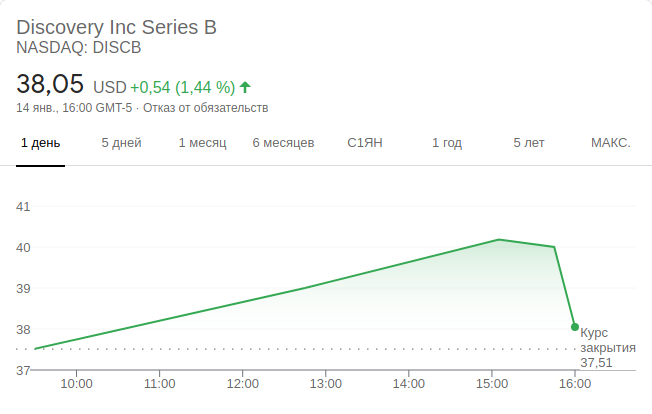 Discovery Inc Series B
NASDAQ: DISCB
38,05 USD +0,54 (1,44 %)
14 янв., 16:00 GMT-5 · Отказ от обязательств
1 день 5 дней 1 месяц 6 месяцев С1ЯН 1 год 5 лет МАКС.
41
40
39
38
37
Курс
закрытия
37,51
10:00 11:00 12:00 13:00 14:00 15:00 16:00